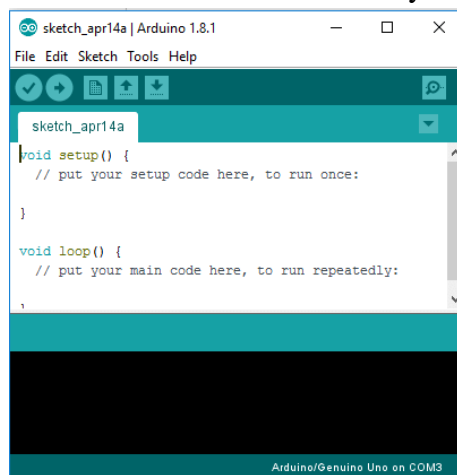 sketch_apr14a | Arduino 1.8.1
File Edit Sketch Tools Help
sketch_apr14a
void setup() {
  // put your setup code here, to run once:
}
void loop() {
  // put your main code here, to run repeatedly:
}
Arduino/Genuino Uno on COM3